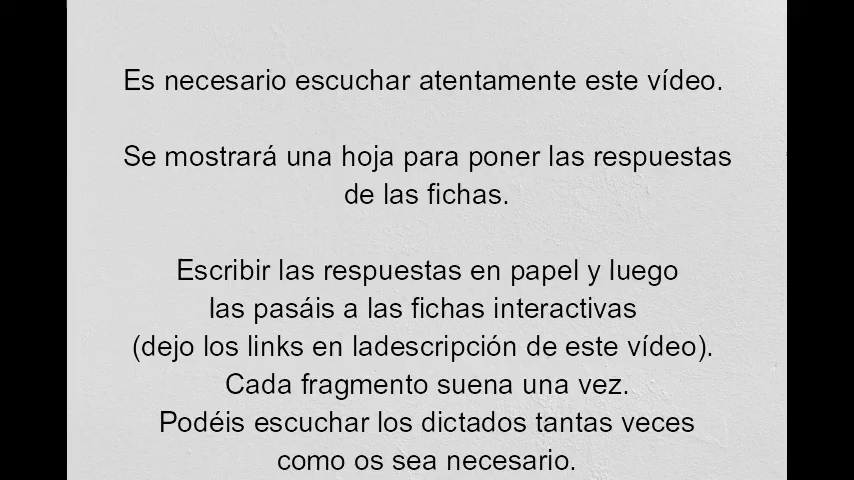 Es necesario escuchar atentamente este vídeo.
Se mostrará una hoja para poner las respuestas
de las fichas.
Escribir las respuestas en papel y luego
las pasáis a las fichas interactivas
(dejo los links en ladescripción de este vídeo).
Cada fragmento suena una vez.
Podéis escuchar los dictados tantas veces
como os sea necesario.